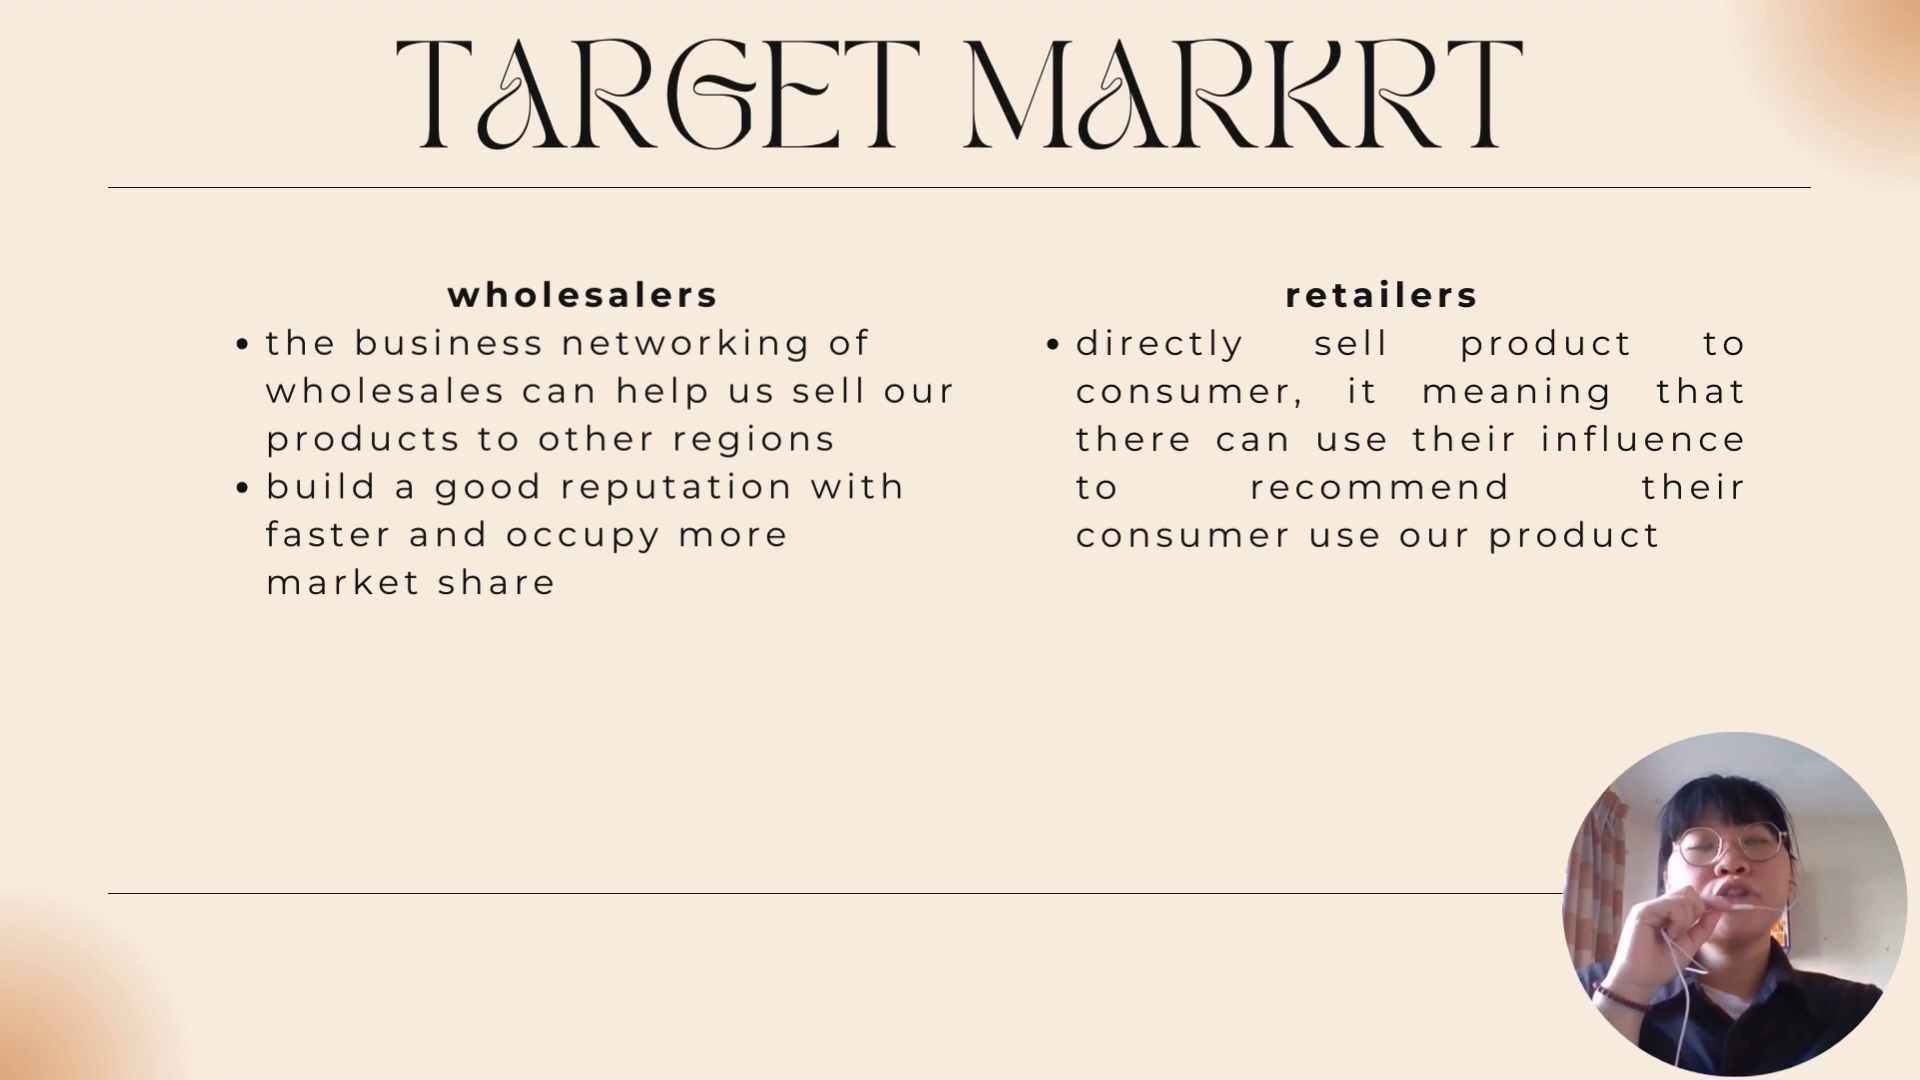 TARGET MARKRT
wholesalers
the business networking of
wholesales can help us sell our
products to other regions
build a good reputation with
faster and occupy more
market share
retailers
directly sell product to
consumer, it meaning that
there can use their influence
to recommend their
consumer use our product